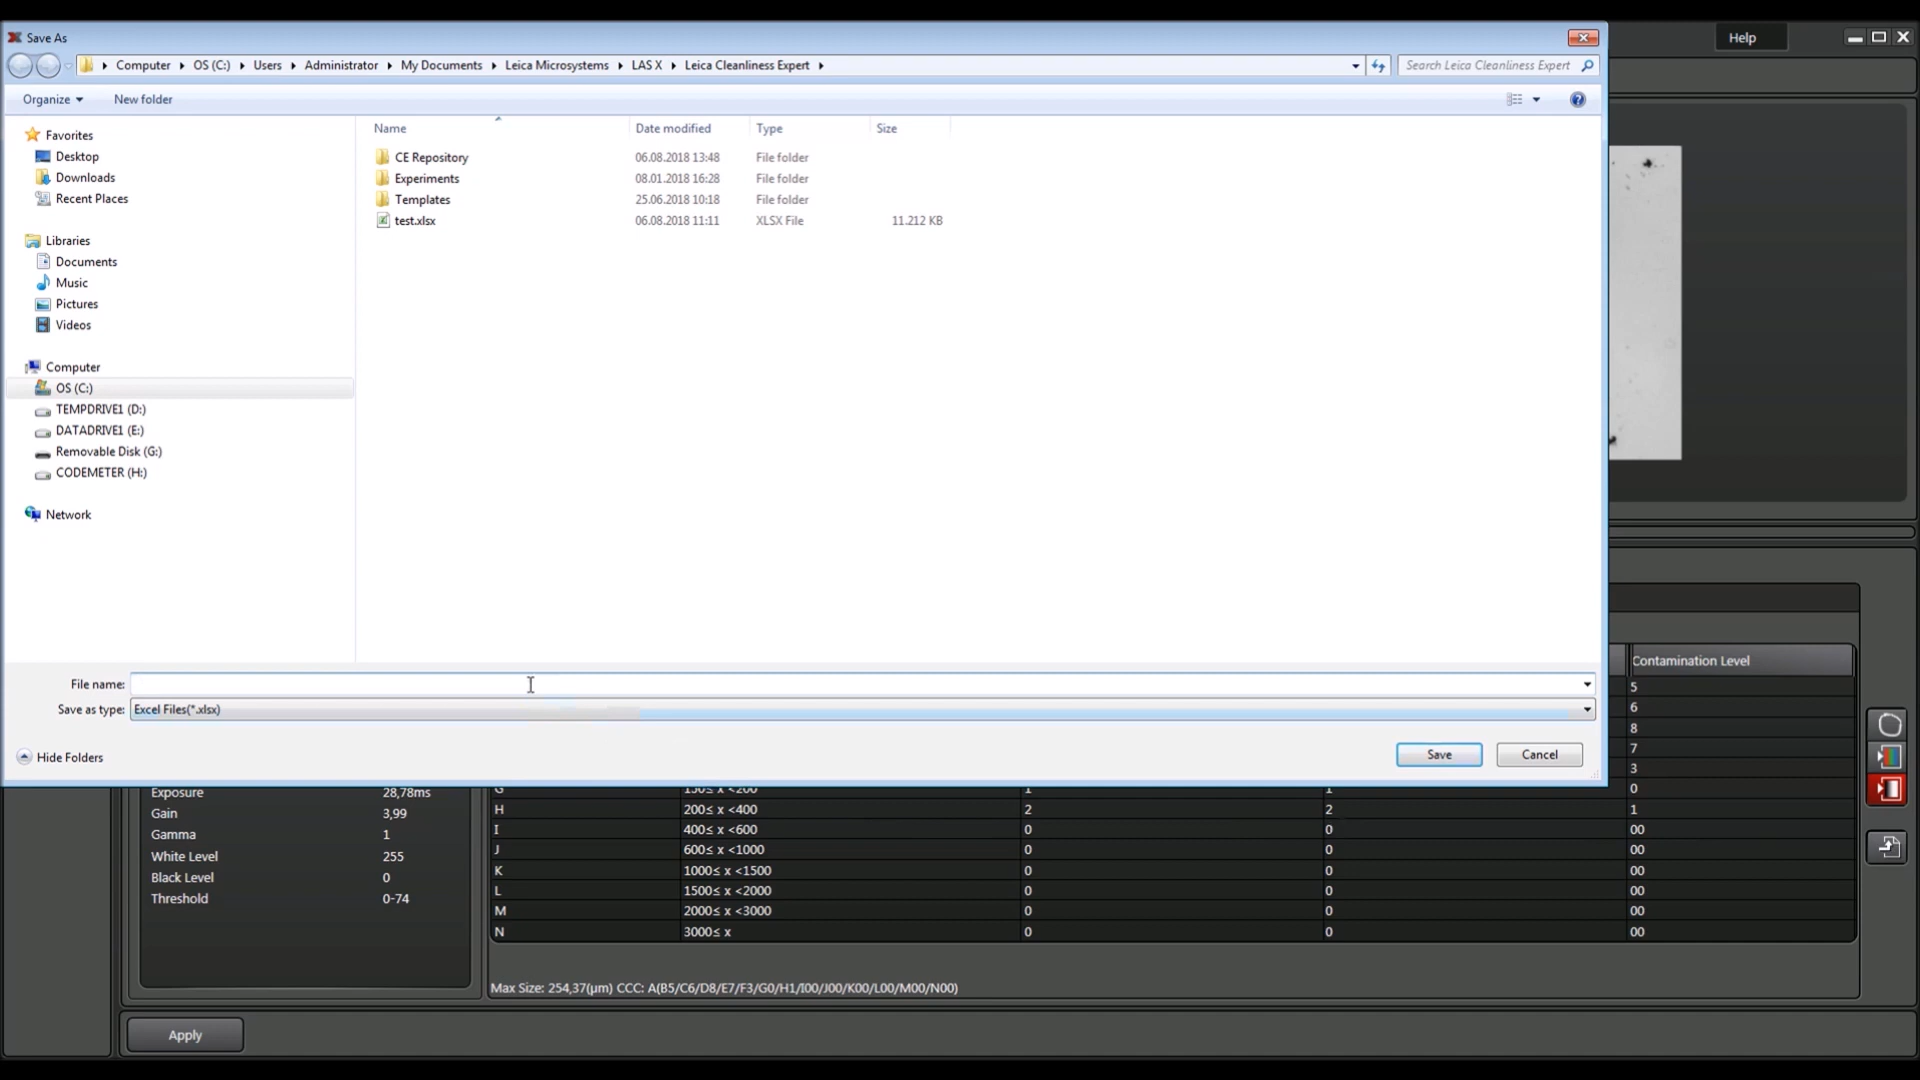 Save As
Help
Computer OS (C:) Users Administrator My Documents Leica Microsystems LAS X Leica Cleanliness Expert
Search Leica Cleanliness Expert
Organize New folder
Name Date modified Type Size
Favorites
Desktop
Downloads
Recent Places
Libraries
Documents
Music
Pictures
Videos
Computer
OS (C:)
TEMPDRIVE1 (D:)
DATADRIVE1 (E:)
Removable Disk (G:)
CODEMETER (H:)
Network
CE Repository 06.08.2018 13:48 File folder
Experiments 08.01.2018 16:28 File folder
Templates 25.06.2018 10:18 File folder
test.xlsx 06.08.2018 11:11 XLSX File 11.212 KB
File name:
Save as type: Excel Files(*.xlsx)
Hide Folders
Save Cancel
Contamination Level
5
6
8
7
3
Exposure 28,78ms
Gain 3,99
Gamma 1
White Level 255
Black Level 0
Threshold 0-74
G 150≤ x <200 1 1 0
H 200≤ x <400 2 2 1
I 400≤ x <600 0 0 00
J 600≤ x <1000 0 0 00
K 1000≤ x <1500 0 0 00
L 1500≤ x <2000 0 0 00
M 2000≤ x <3000 0 0 00
N 3000≤ x 0 0 00
Max Size: 254,37(µm) CCC: A(B5/C6/D8/E7/F3/G0/H1/I00/J00/K00/L00/M00/N00)
Apply